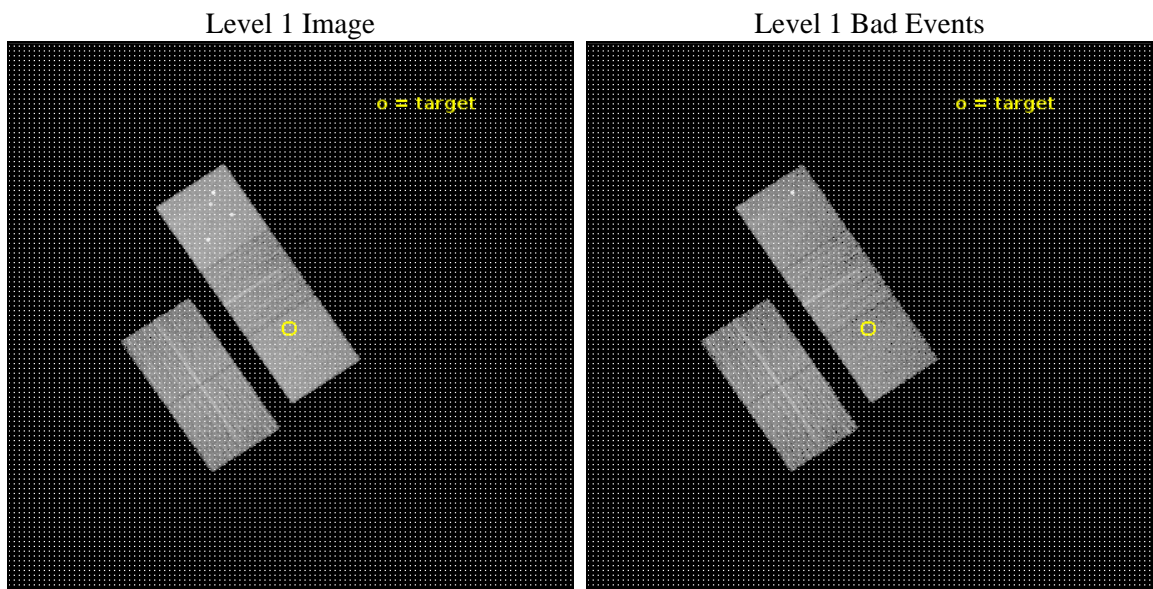 Level 1 Image
Level 1 Bad Events
o = target
o = target